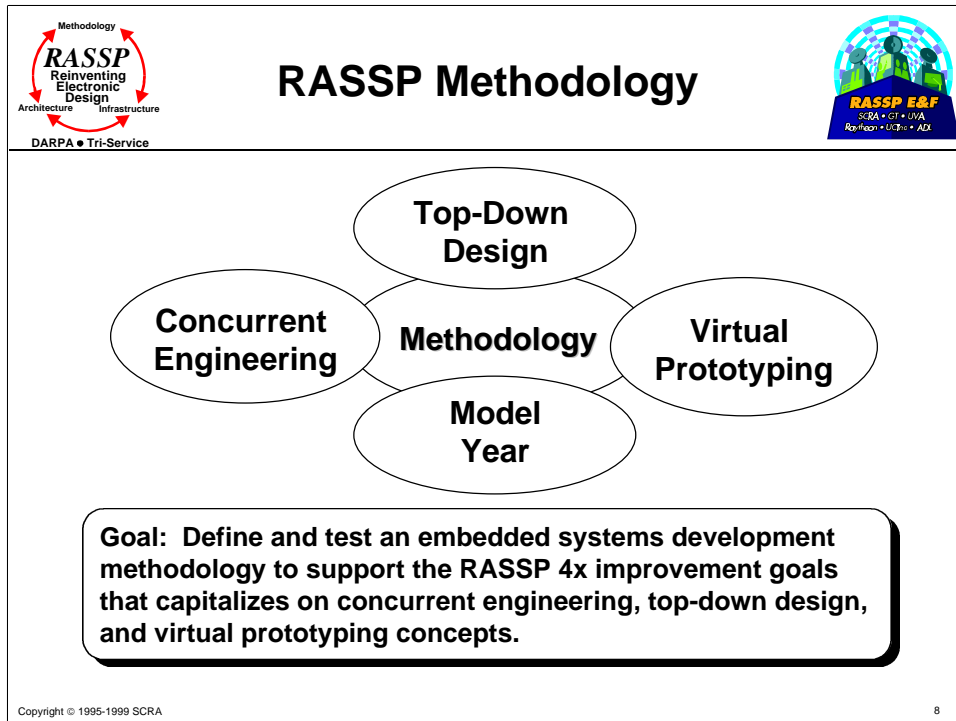 Methodology
RASSP
Reinventing
Electronic
Design
Architecture Infrastructure
DARPA ● Tri-Service
RASSP Methodology
RASSP E&F
SCRA • GT • UVA
Raytheon • UCInc • ADL
Top-Down
Design
Concurrent
Engineering
Methodology
Virtual
Prototyping
Model
Year
Goal: Define and test an embedded systems development
methodology to support the RASSP 4x improvement goals
that capitalizes on concurrent engineering, top-down design,
and virtual prototyping concepts.
Copyright © 1995-1999 SCRA
8